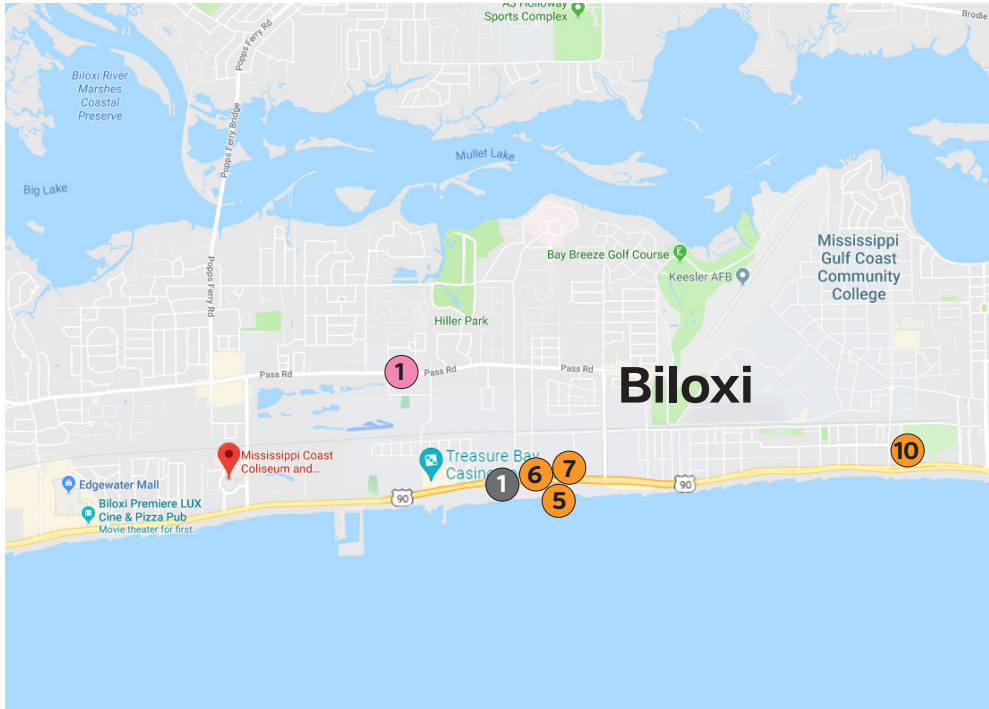 AJ Holloway
Sports Complex
Brodie
Popps Ferry Rd
Biloxi River
Marshes
Coastal
Preserve
Popps Ferry Bridge
Mullet Lake
Big Lake
Mississippi
Gulf Coast
Community
College
Bay Breeze Golf Course
Keesler AFB
Popps Ferry Rd
Hiller Park
Pass Rd
1
Pass Rd
Pass Rd
Biloxi
10
Mississippi Coast
Coliseum and...
Treasure Bay
Casino
6
7
1
5
90
90
Edgewater Mall
Biloxi Premiere LUX
Cine & Pizza Pub
Movie theater for first...